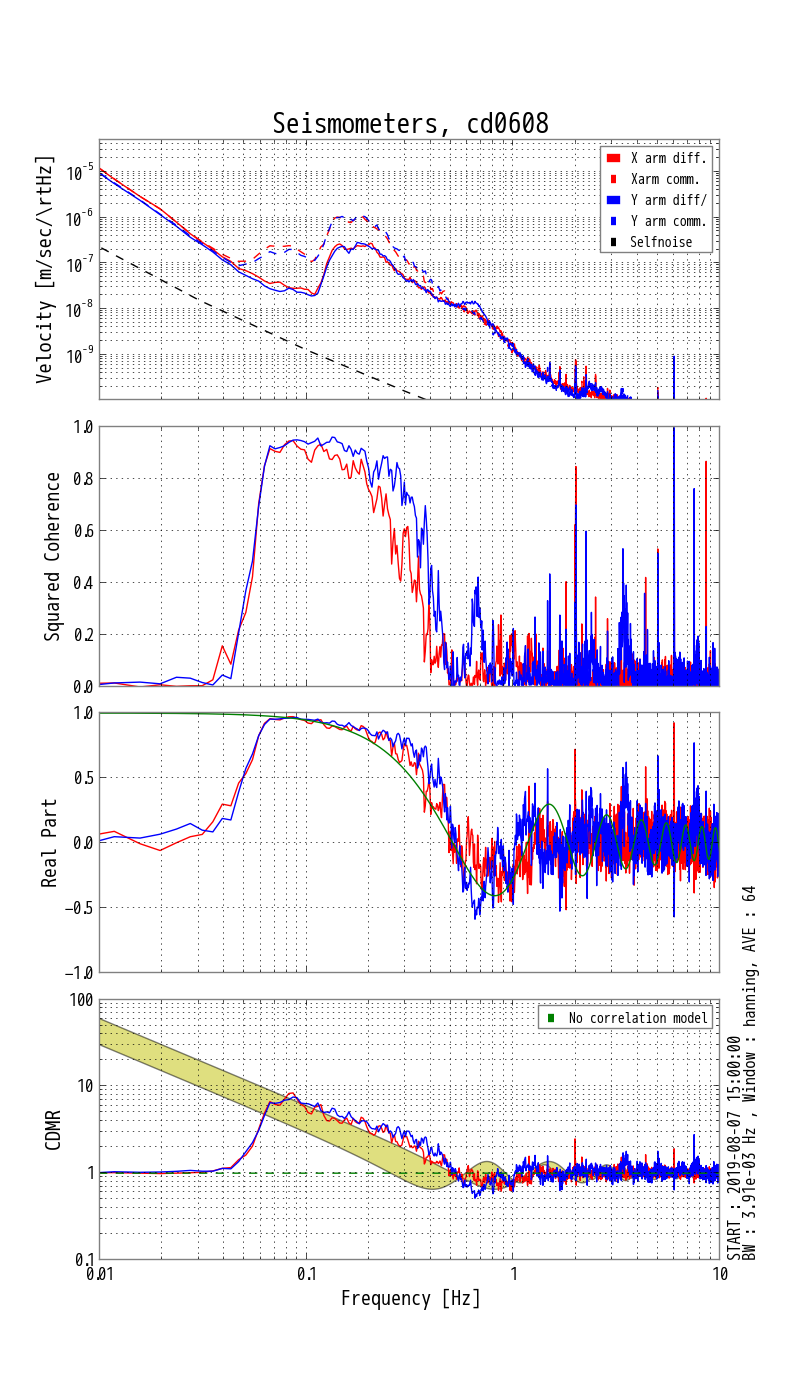 Seismometers, cd0608
Velocity [m/sec/\rtHz]
10^-5
10^-6
10^-7
10^-8
10^-9
X arm diff.
Xarm comm.
Y arm diff/
Y arm comm.
Selfnoise
Squared Coherence
1.0
0.8
0.6
0.4
0.2
0.0
Real Part
1.0
0.5
0.0
−0.5
−1.0
CDMR
100
10
1
0.1
No correlation model
0.01
0.1
1
10
Frequency [Hz]
START : 2019-08-07 15:00:00
BW : 3.91e-03 Hz , Window : hanning, AVE : 64